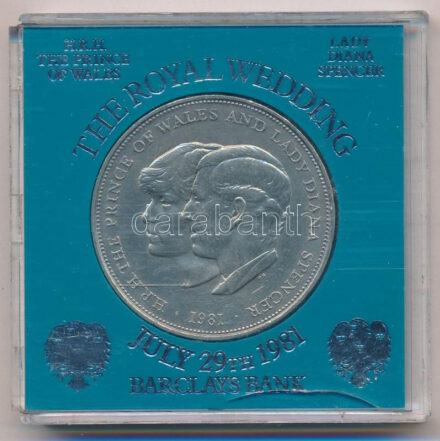 H.R.H.
THE PRINCE
OF WALES
LADY
DIANA
SPENCER
THE ROYAL WEDDING
H.R.H. THE PRINCE OF WALES AND LADY DIANA SPENCER
· 1981 ·
darabanth
JULY 29TH 1981
BARCLAYS BANK